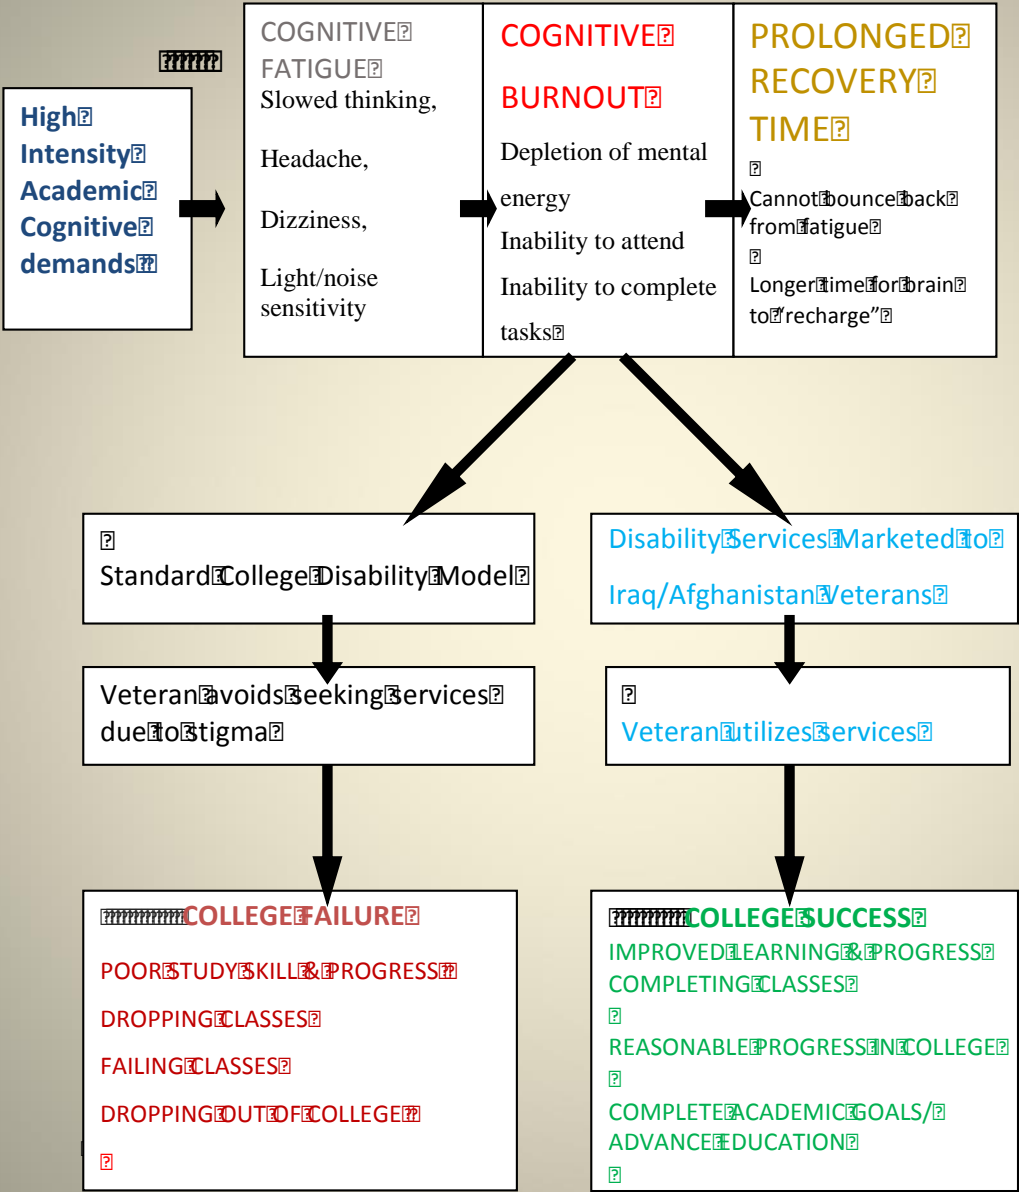 High
Intensity
Academic
Cognitive
demands
COGNITIVE
FATIGUE
Slowed thinking,
Headache,
Dizziness,
Light/noise
sensitivity
COGNITIVE
BURNOUT
Depletion of mental
energy
Inability to attend
Inability to complete
tasks
PROLONGED
RECOVERY
TIME
Cannot bounce back
from fatigue
Longer time for brain
to "recharge"
Standard College Disability Model
Disability Services Marketed to
Iraq/Afghanistan Veterans
Veteran avoids seeking services
due to stigma
Veteran utilizes services
COLLEGE FAILURE
POOR STUDY SKILL & PROGRESS
DROPPING CLASSES
FAILING CLASSES
DROPPING OUT OF COLLEGE
COLLEGE SUCCESS
IMPROVED LEARNING & PROGRESS
COMPLETING CLASSES
REASONABLE PROGRESS IN COLLEGE
COMPLETE ACADEMIC GOALS/
ADVANCE EDUCATION